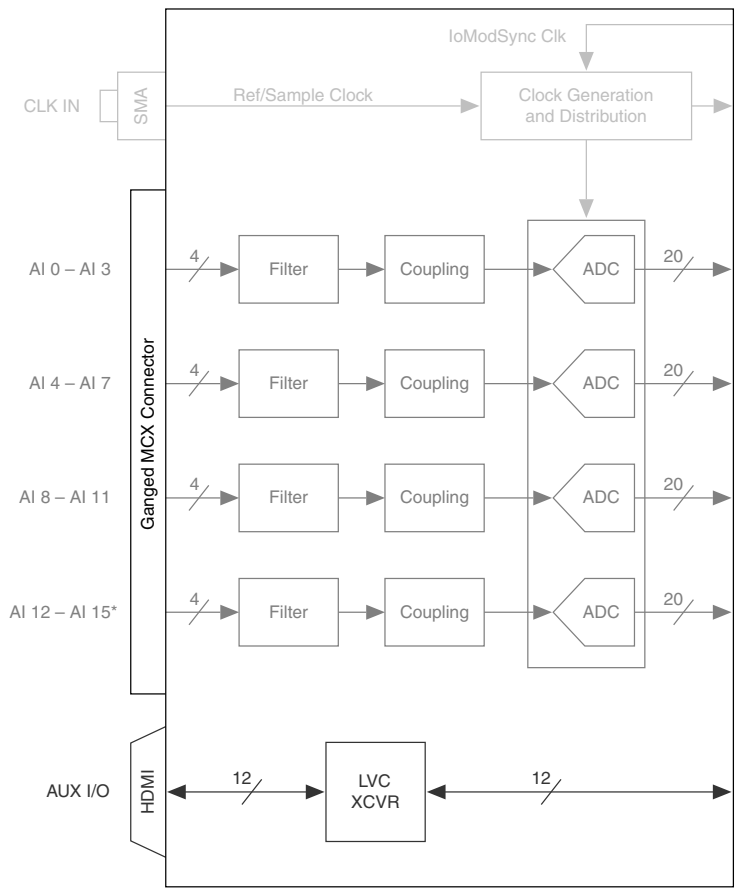 IoModSync Clk
CLK IN
SMA
Ref/Sample Clock
Clock Generation
and Distribution
Ganged MCX Connector
AI 0 – AI 3
4
Filter
Coupling
ADC
20
AI 4 – AI 7
4
Filter
Coupling
ADC
20
AI 8 – AI 11
4
Filter
Coupling
ADC
20
AI 12 – AI 15*
4
Filter
Coupling
ADC
20
AUX I/O
HDMI
12
LVC
XCVR
12